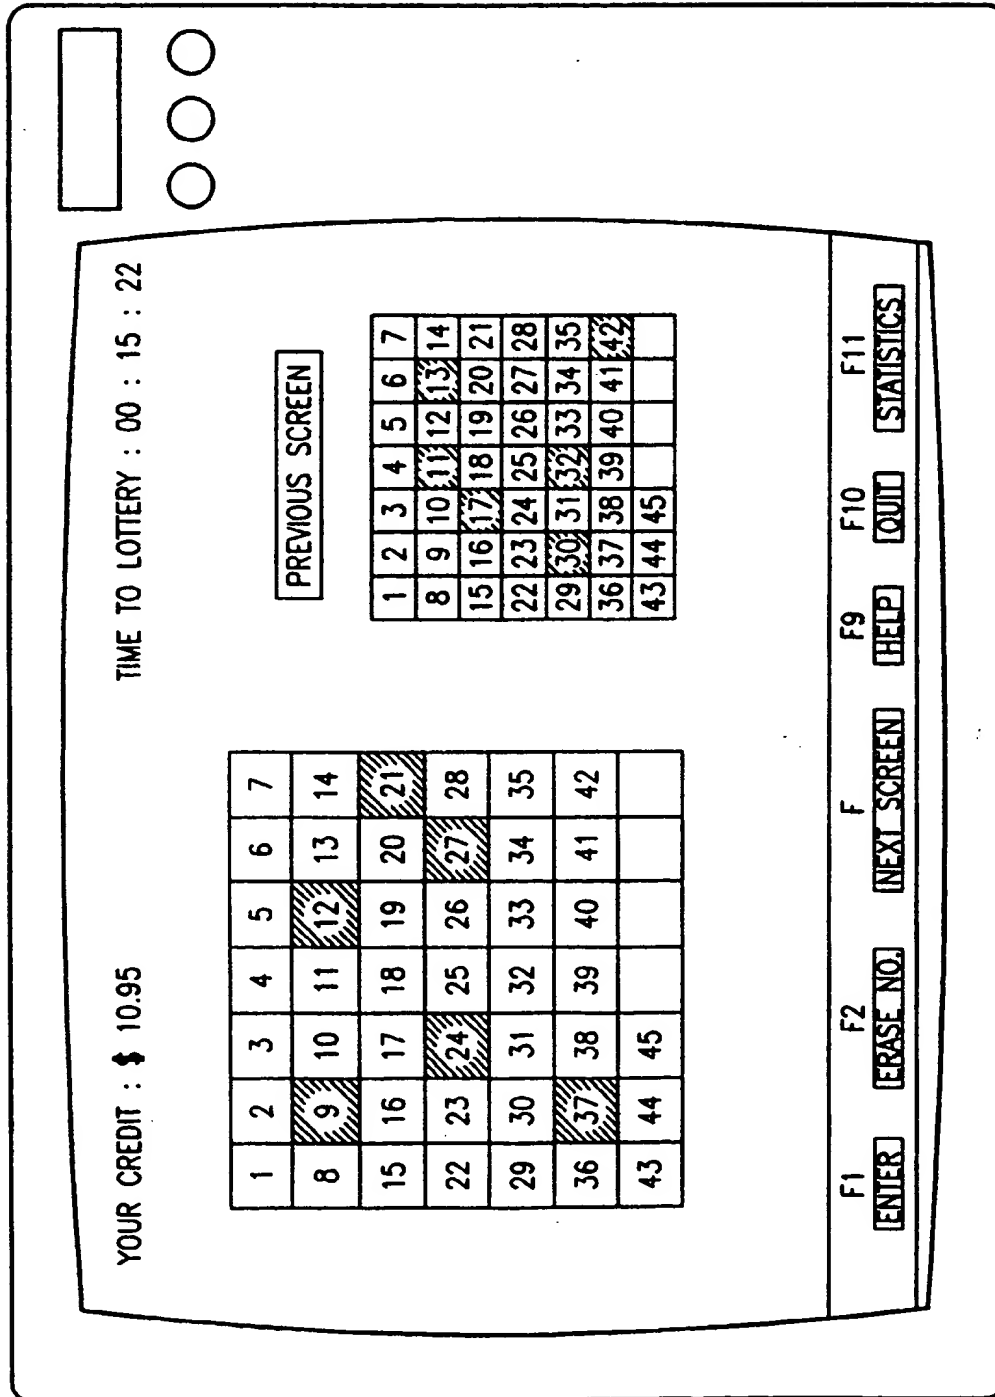 YOUR CREDIT : $ 10.95
TIME TO LOTTERY : 00 : 15 : 22
1 2 3 4 5 6 7
8 9 10 11 12 13 14
15 16 17 18 19 20 21
22 23 24 25 26 27 28
29 30 31 32 33 34 35
36 37 38 39 40 41 42
43 44 45
PREVIOUS SCREEN
1 2 3 4 5 6 7
8 9 10 11 12 13 14
15 16 17 18 19 20 21
22 23 24 25 26 27 28
29 30 31 32 33 34 35
36 37 38 39 40 41 42
43 44 45
F1 F2 F F9 F10 F11
ENTER ERASE NO. NEXT SCREEN HELP QUIT STATISTICS